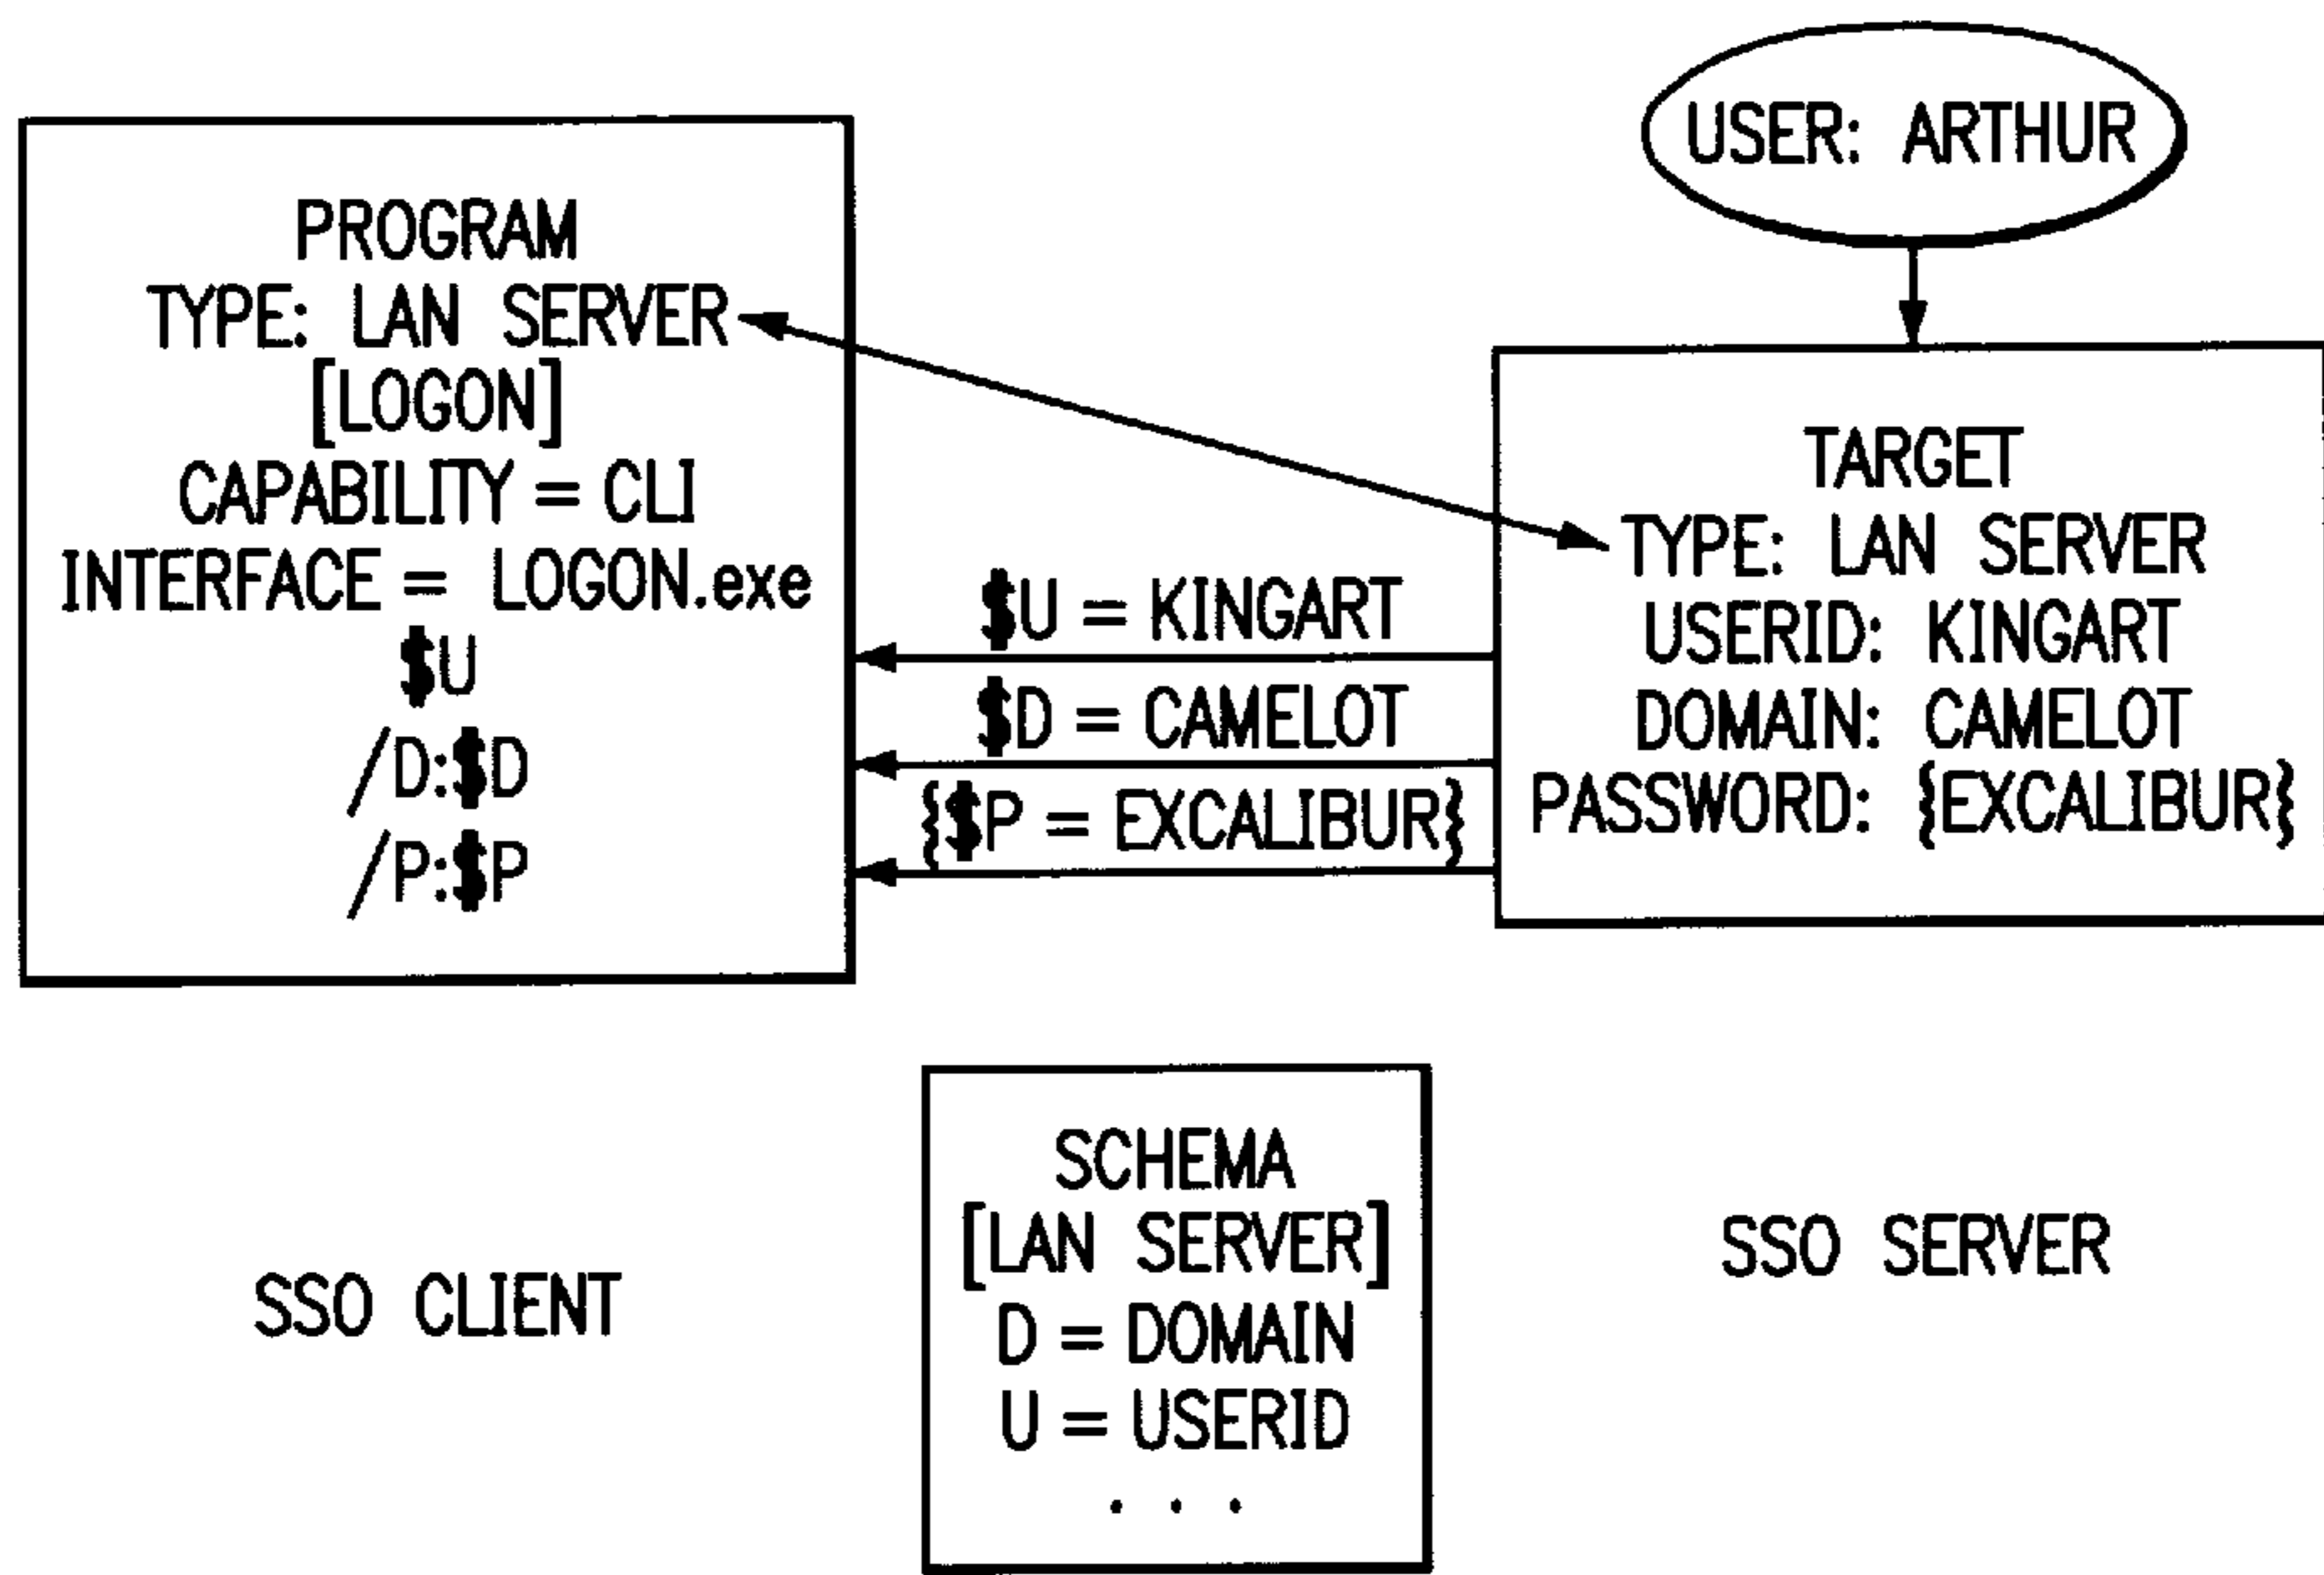 USER: ARTHUR
PROGRAM
TYPE: LAN SERVER
[LOGON]
CAPABILITY = CLI
INTERFACE = LOGON.exe
$U
/D:$D
/P:$P
$U = KINGART
$D = CAMELOT
{$P = EXCALIBUR}
TARGET
TYPE: LAN SERVER
USERID: KINGART
DOMAIN: CAMELOT
PASSWORD: {EXCALIBUR}
SCHEMA
[LAN SERVER]
D = DOMAIN
U = USERID
. . .
SSO CLIENT
SSO SERVER